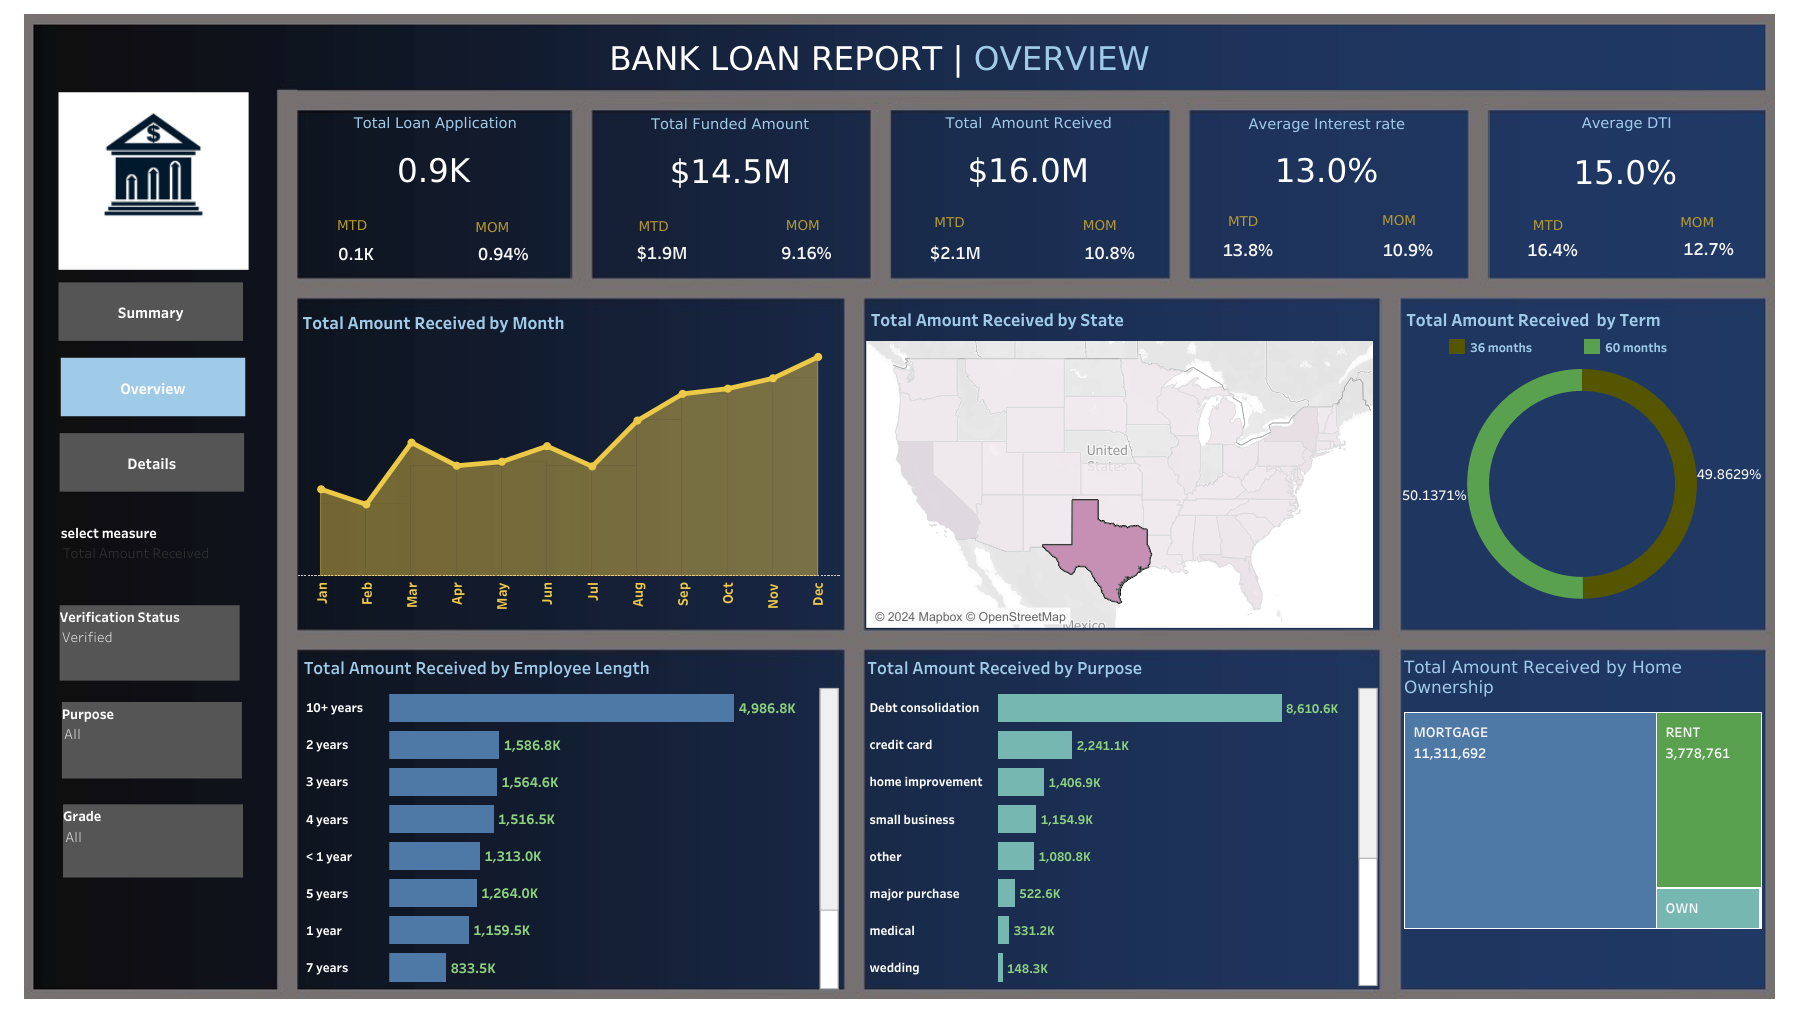 BANK LOAN REPORT | OVERVIEW
$
Summary
Overview
Details
select measure
Total Amount Received
Verification Status
Verified
Purpose
All
Grade
All
Total Loan Application
0.9K
MTD MOM
0.1K 0.94%
Total Funded Amount
$14.5M
MTD MOM
$1.9M 9.16%
Total  Amount Rceived
$16.0M
MTD MOM
$2.1M 10.8%
Average Interest rate
13.0%
MTD MOM
13.8% 10.9%
Average DTI
15.0%
MTD MOM
16.4% 12.7%
Total Amount Received by Month
Jan Feb Mar Apr May Jun Jul Aug Sep Oct Nov Dec
Total Amount Received by State
United
States
Mexico
© 2024 Mapbox © OpenStreetMap
Total Amount Received  by Term
36 months 60 months
49.8629%
50.1371%
Total Amount Received by Employee Length
10+ years 4,986.8K
2 years 1,586.8K
3 years 1,564.6K
4 years 1,516.5K
< 1 year 1,313.0K
5 years 1,264.0K
1 year 1,159.5K
7 years 833.5K
Total Amount Received by Purpose
Debt consolidation 8,610.6K
credit card 2,241.1K
home improvement 1,406.9K
small business 1,154.9K
other 1,080.8K
major purchase 522.6K
medical 331.2K
wedding 148.3K
Total Amount Received by Home
Ownership
MORTGAGE
11,311,692
RENT
3,778,761
OWN